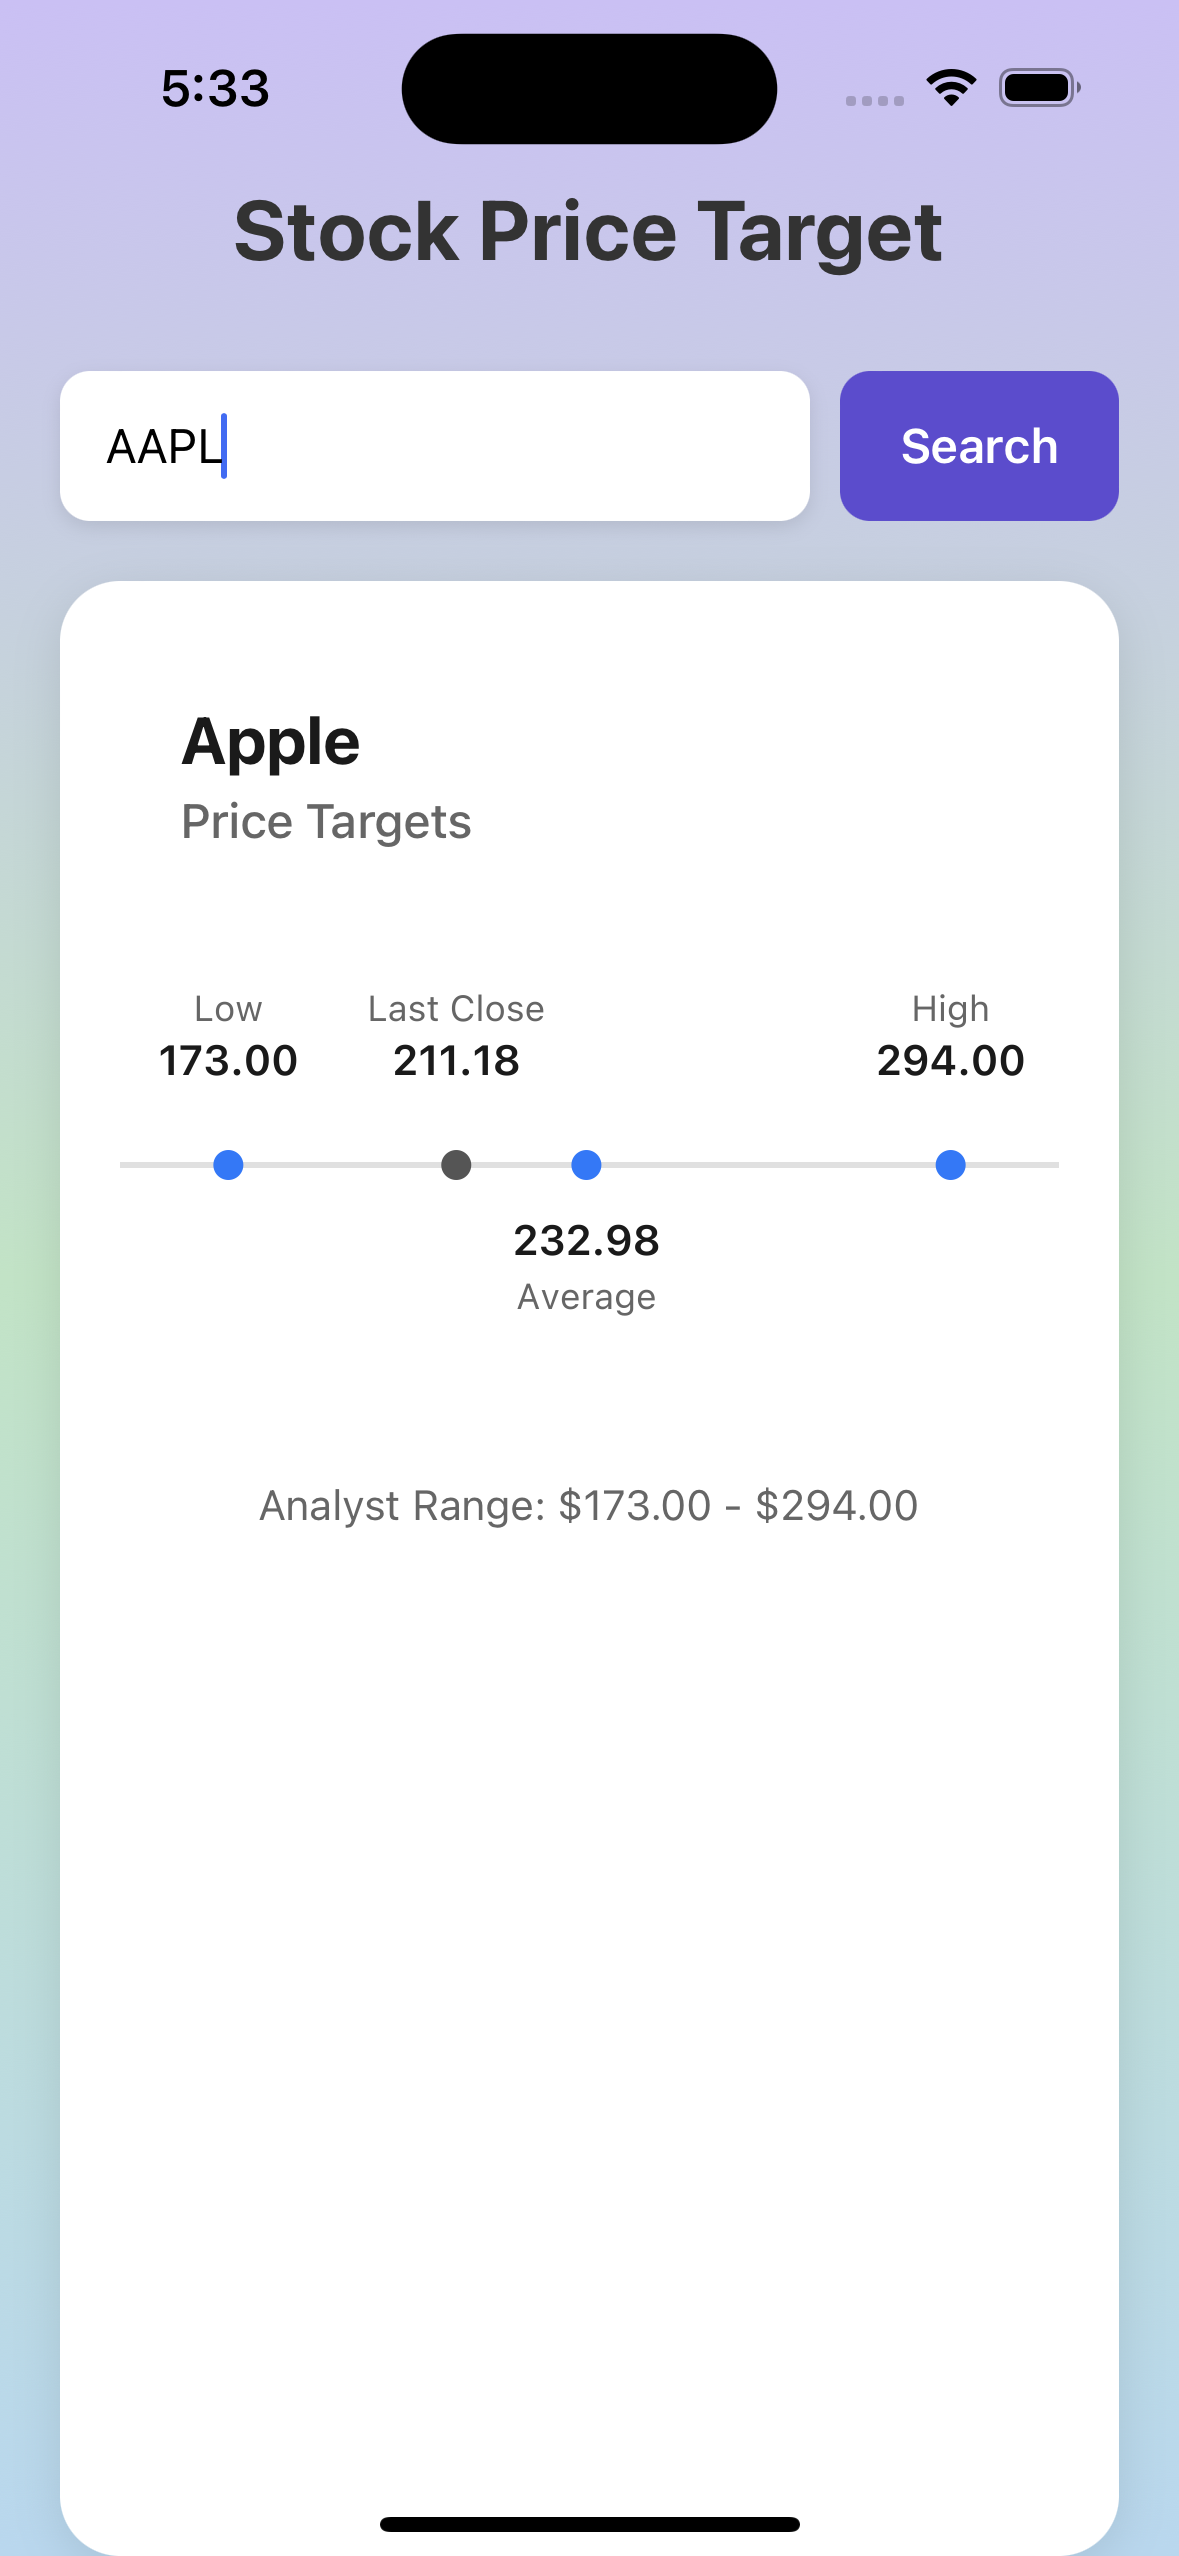 5:33
Stock Price Target
AAPL
Search
Apple
Price Targets
Low
173.00
Last Close
211.18
High
294.00
232.98
Average
Analyst Range: $173.00 - $294.00